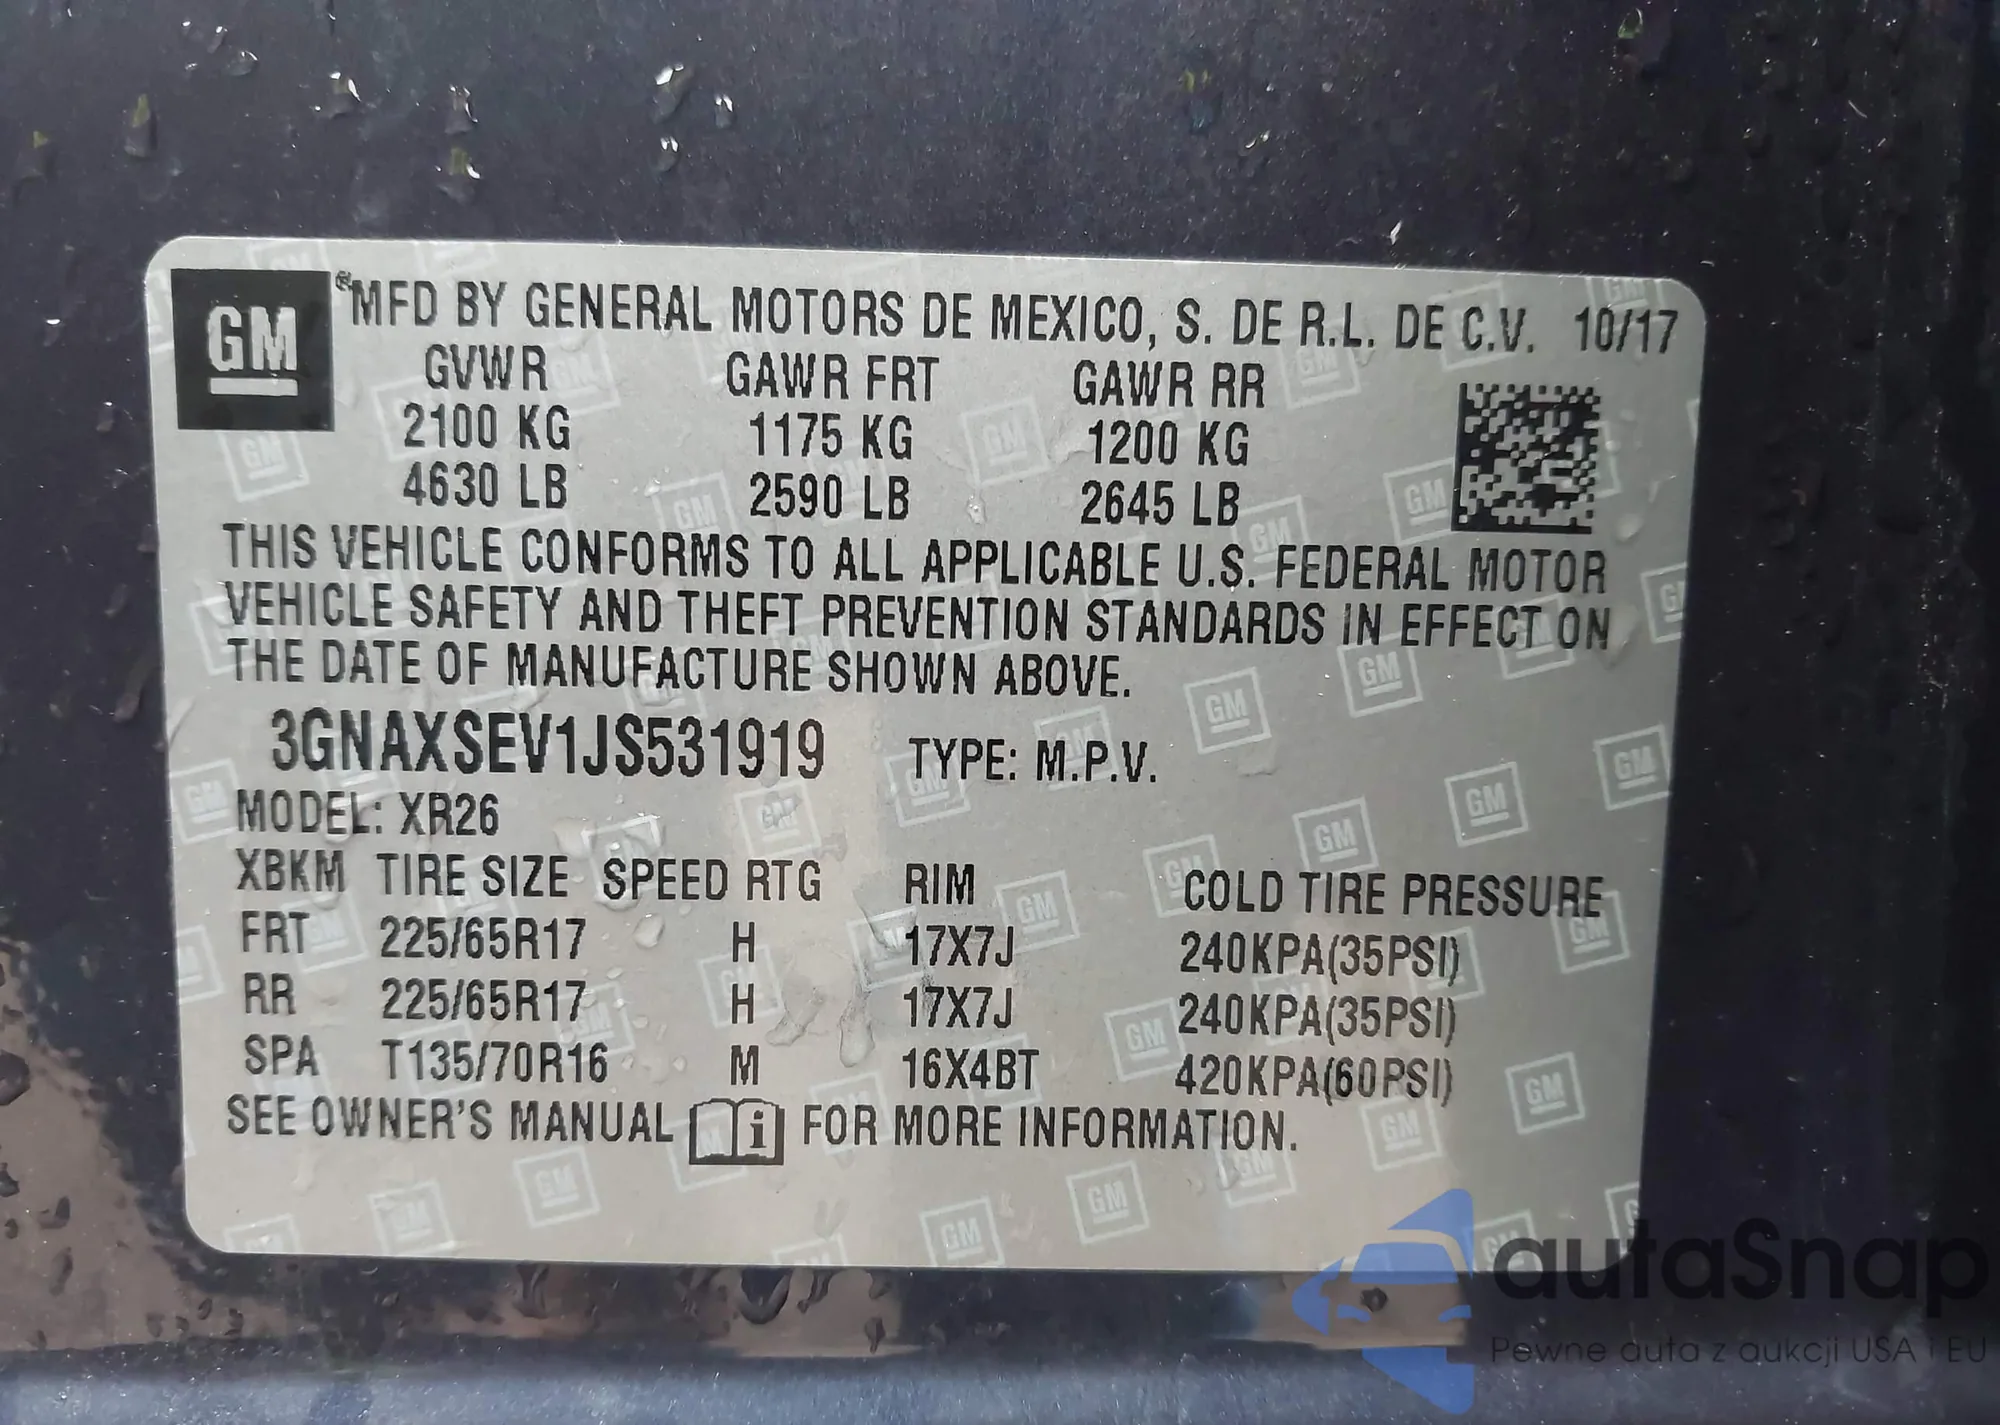 GM
MFD BY GENERAL MOTORS DE MEXICO, S. DE R.L. DE C.V. 10/17
GVWR GAWR FRT GAWR RR
2100 KG 1175 KG 1200 KG
4630 LB 2590 LB 2645 LB
THIS VEHICLE CONFORMS TO ALL APPLICABLE U.S. FEDERAL MOTOR
VEHICLE SAFETY AND THEFT PREVENTION STANDARDS IN EFFECT ON
THE DATE OF MANUFACTURE SHOWN ABOVE.
3GNAXSEV1JS531919 TYPE: M.P.V.
MODEL: XR26
XBKM TIRE SIZE SPEED RTG RIM COLD TIRE PRESSURE
FRT 225/65R17 H 17X7J 240KPA(35PSI)
RR 225/65R17 H 17X7J 240KPA(35PSI)
SPA T135/70R16 M 16X4BT 420KPA(60PSI)
SEE OWNER'S MANUAL i FOR MORE INFORMATION.
autaSnap
Pewne auta z aukcji USA i EU